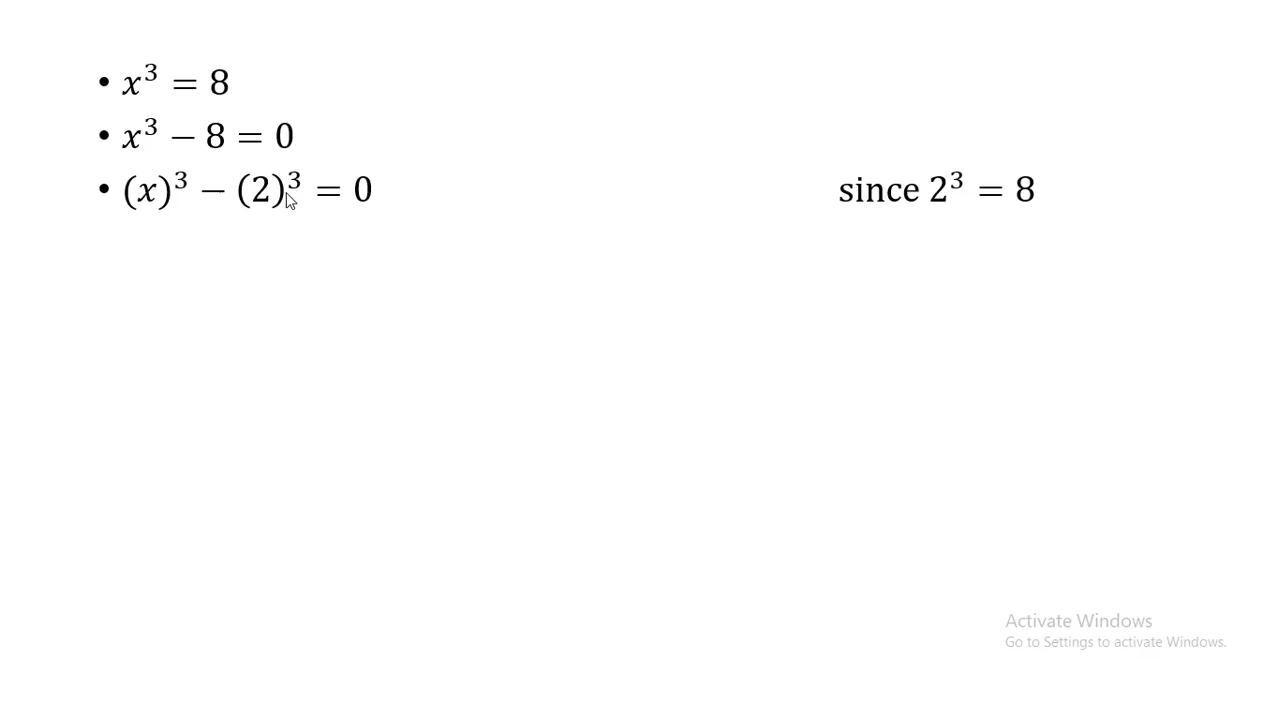 • x³ = 8
• x³ − 8 = 0
• (x)³ − (2)³ = 0 since 2³ = 8
Activate Windows
Go to Settings to activate Windows.